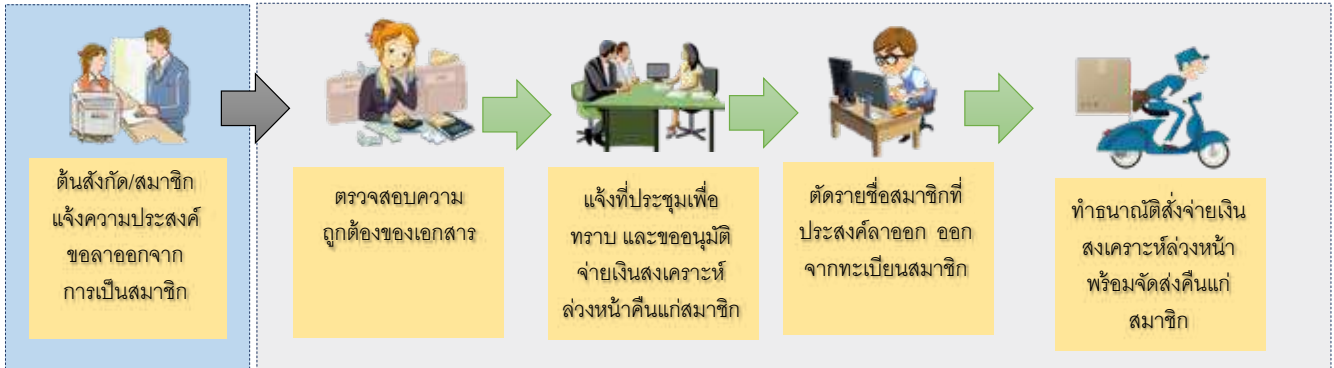 ต้นสังกัด/สมาชิก
แจ้งความประสงค์
ขอลาออกจาก
การเป็นสมาชิก
ตรวจสอบความ
ถูกต้องของเอกสาร
แจ้งที่ประชุมเพื่อ
ทราบ และขออนุมัติ
จ่ายเงินสงเคราะห์
ล่วงหน้าคืนแก่สมาชิก
ตัดรายชื่อสมาชิกที่
ประสงค์ลาออก ออก
จากทะเบียนสมาชิก
ทำธนาณัติสั่งจ่ายเงิน
สงเคราะห์ล่วงหน้า
พร้อมจัดส่งคืนแก่
สมาชิก